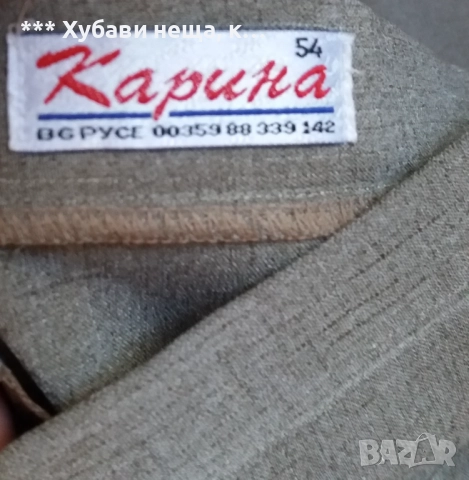 *** Хубави неща к.
54
Карина
BG РУСЕ 00359 88 339 142
BAZAR